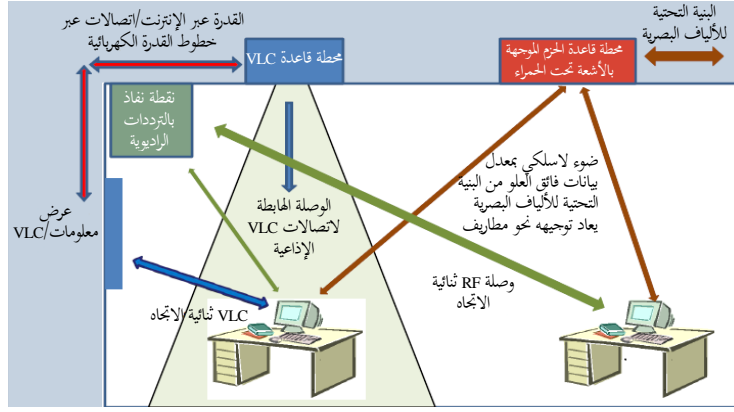 القدرة عبر الإنترنت/اتصالات عبر
خطوط القدرة الكهربائية
محطة قاعدة VLC
محطة قاعدة الحزم الموجهة
بالأشعة تحت الحمراء
البنية التحتية
للألياف البصرية
نقطة نفاذ
بالترددات
الراديوية
ضوء لاسلكي بمعدل
بيانات فائق العلو من البنية
التحتية للألياف البصرية
يعاد توجيهه نحو مطاريف
الوصلة الهابطة
لاتصالات VLC
الإذاعية
عرض
معلومات/VLC
وصلة RF ثنائية
الاتجاه
VLC ثنائية الاتجاه